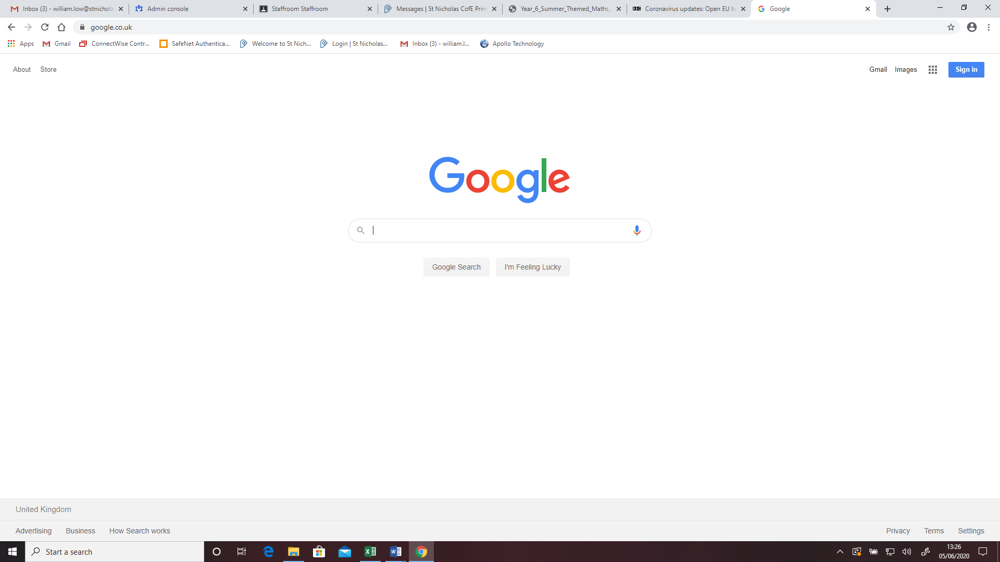 Inbox (3) - william.low@stnichola
Admin console
Staffroom Staffroom
Messages | St Nicholas CofE Prim
Year_6_Summer_Themed_Maths_
BBC Coronavirus updates: Open EU b
Google
google.co.uk
Apps Gmail ConnectWise Contr... SafeNet Authentica... Welcome to St Nich... Login | St Nicholas... Inbox (3) - william.l... Apollo Technology
About Store Gmail Images Sign in
Google
Google Search I'm Feeling Lucky
United Kingdom
Advertising Business How Search works Privacy Terms Settings
Start a search
13:26
05/06/2020